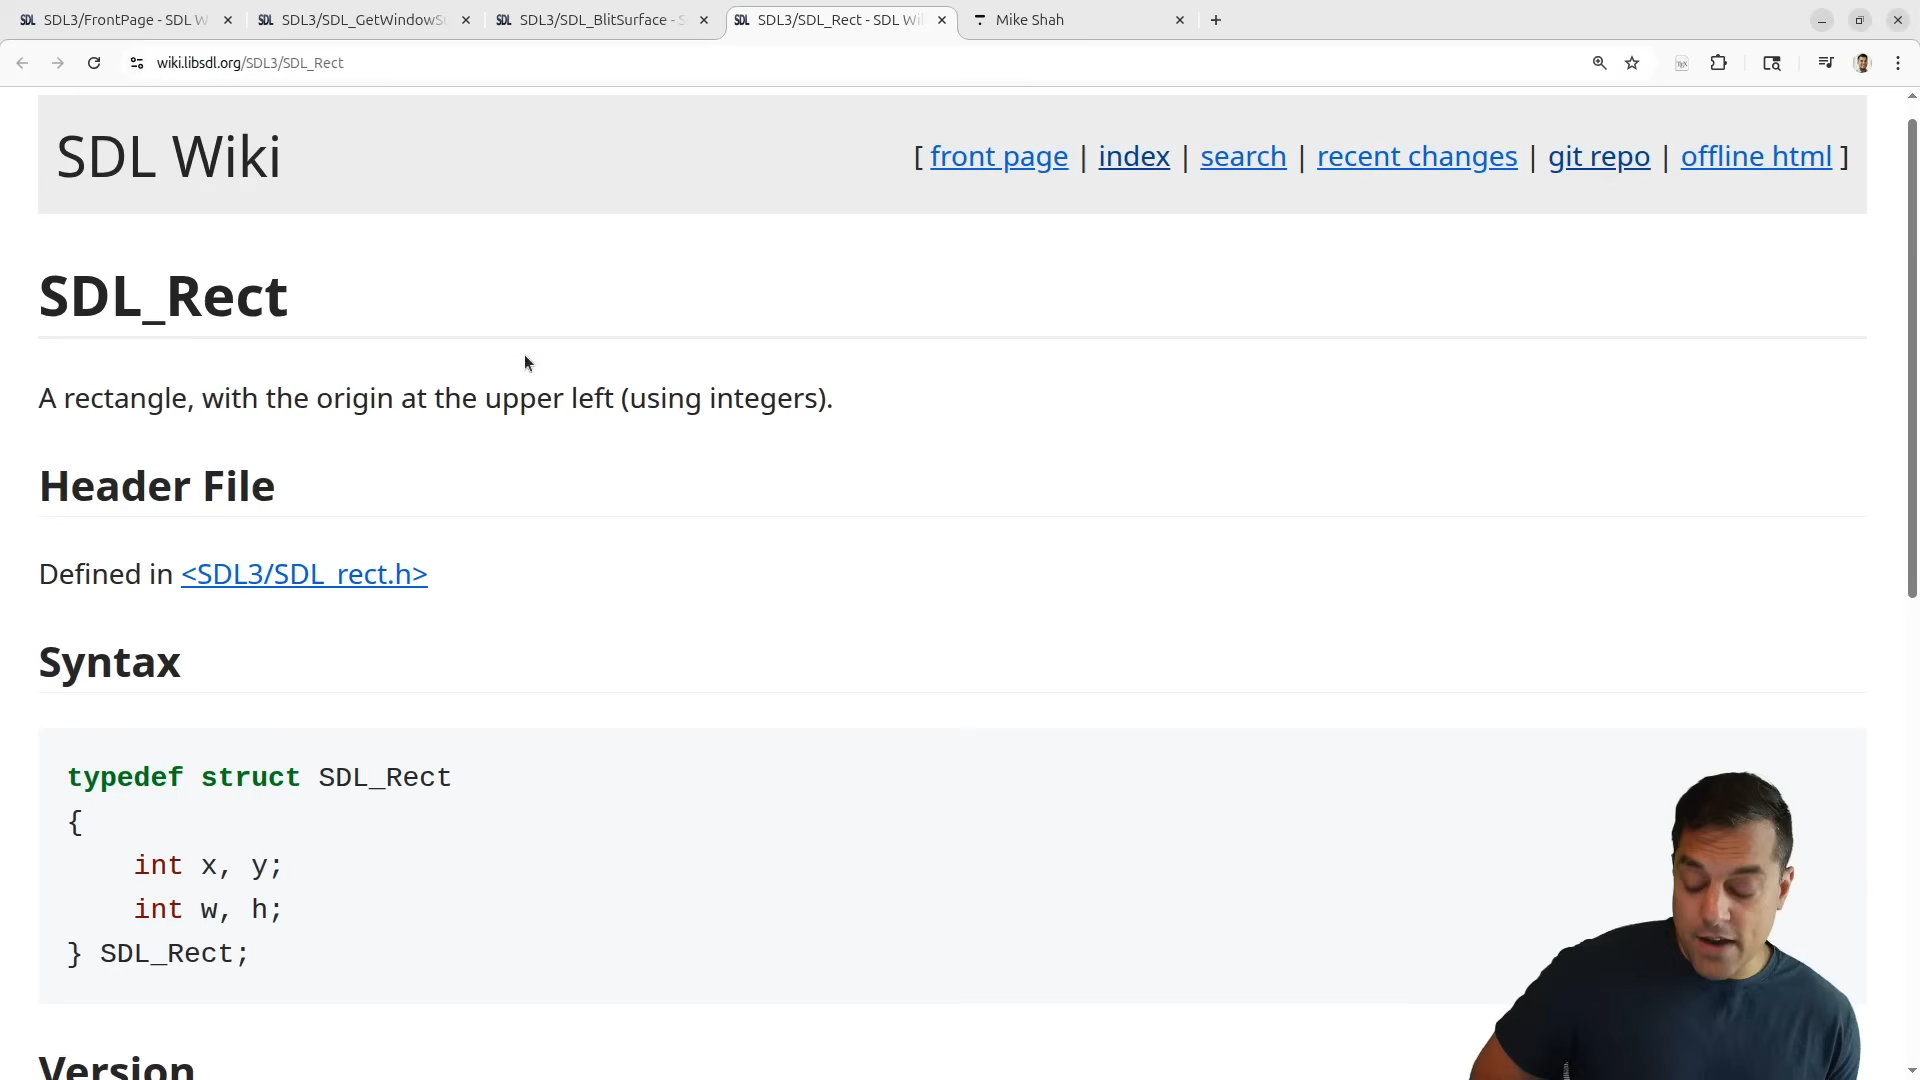 SDL3/FrontPage - SDL W
SDL3/SDL_GetWindowSu
SDL3/SDL_BlitSurface - S
SDL3/SDL_Rect - SDL Wi
Mike Shah
wiki.libsdl.org/SDL3/SDL_Rect
SDL Wiki
[ front page | index | search | recent changes | git repo | offline html ]
SDL_Rect
A rectangle, with the origin at the upper left (using integers).
Header File
Defined in <SDL3/SDL_rect.h>
Syntax
typedef struct SDL_Rect
{
int x, y;
int w, h;
} SDL_Rect;
Version